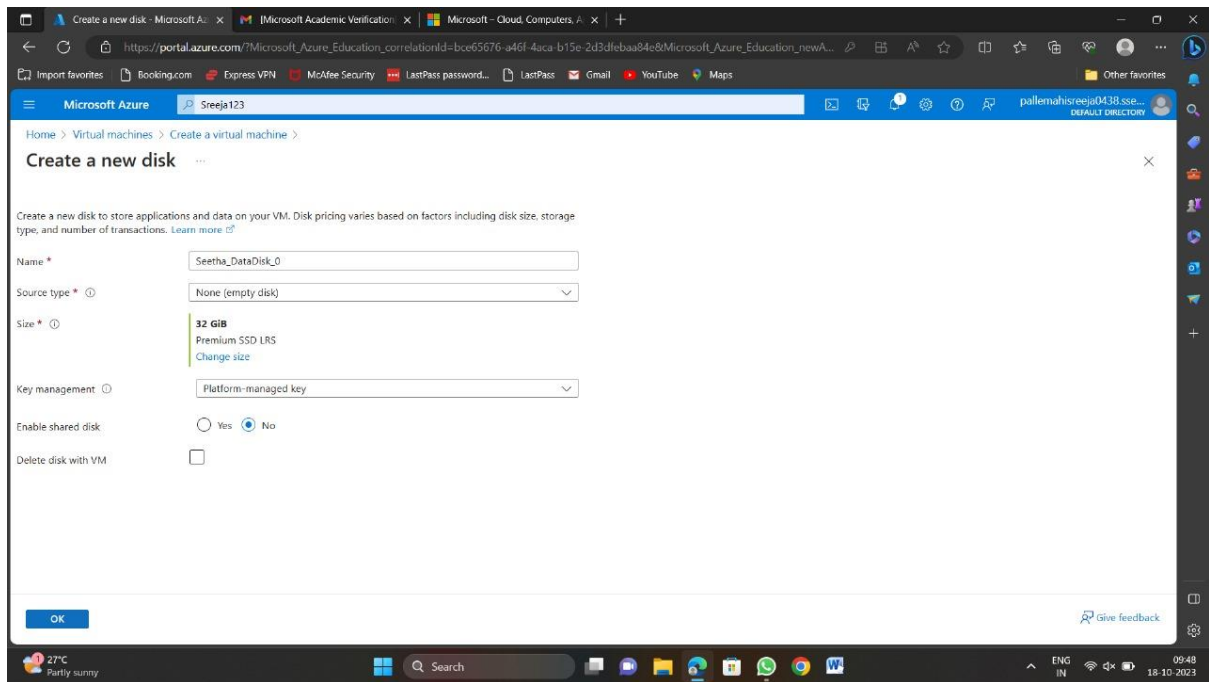 Create a new disk - Microsoft Az
[Microsoft Academic Verification]
Microsoft – Cloud, Computers, A
https://portal.azure.com/?Microsoft_Azure_Education_correlationId=bce65676-a46f-4aca-b15e-2d3dfebaa84e&Microsoft_Azure_Education_newA...
Import favorites Booking.com Express VPN McAfee Security LastPass password... LastPass Gmail YouTube Maps Other favorites
Microsoft Azure Sreeja123 1 pallemahisreeja0438.sse...
DEFAULT DIRECTORY
Home > Virtual machines > Create a virtual machine >
Create a new disk ...
Create a new disk to store applications and data on your VM. Disk pricing varies based on factors including disk size, storage
type, and number of transactions. Learn more
Name * Seetha_DataDisk_0
Source type * None (empty disk)
Size * 32 GiB
Premium SSD LRS
Change size
Key management Platform-managed key
Enable shared disk Yes No
Delete disk with VM
OK Give feedback
1 27°C
Partly sunny
Search
ENG
IN
09:48
18-10-2023